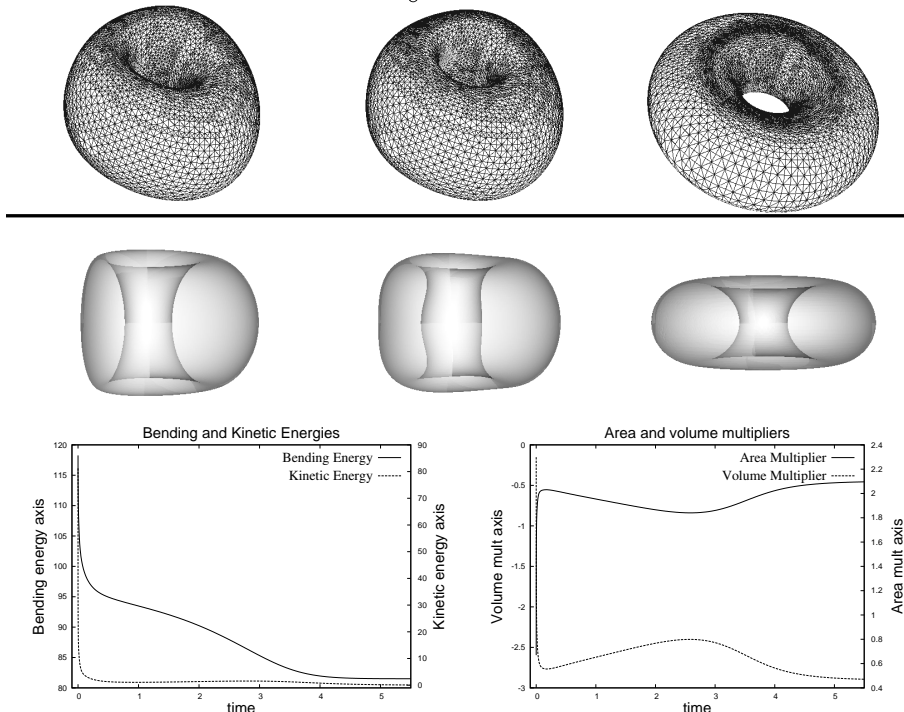 Bending and Kinetic Energies
Bending Energy
Kinetic Energy
Bending energy axis
120
115
110
105
100
95
90
85
80
90
80
70
60
50
40
30
20
10
0
Kinetic energy axis
0 1 2 3 4 5
time
Area and volume multipliers
Area Multiplier
Volume Multiplier
Volume mult axis
0
-0.5
-1
-1.5
-2
-2.5
-3
2.4
2.2
2
1.8
1.6
1.4
1.2
1
0.8
0.6
0.4
Area mult axis
0 1 2 3 4 5
time